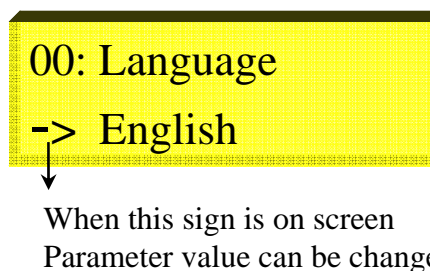 00: Language
-> English
When this sign is on screen
Parameter value can be change